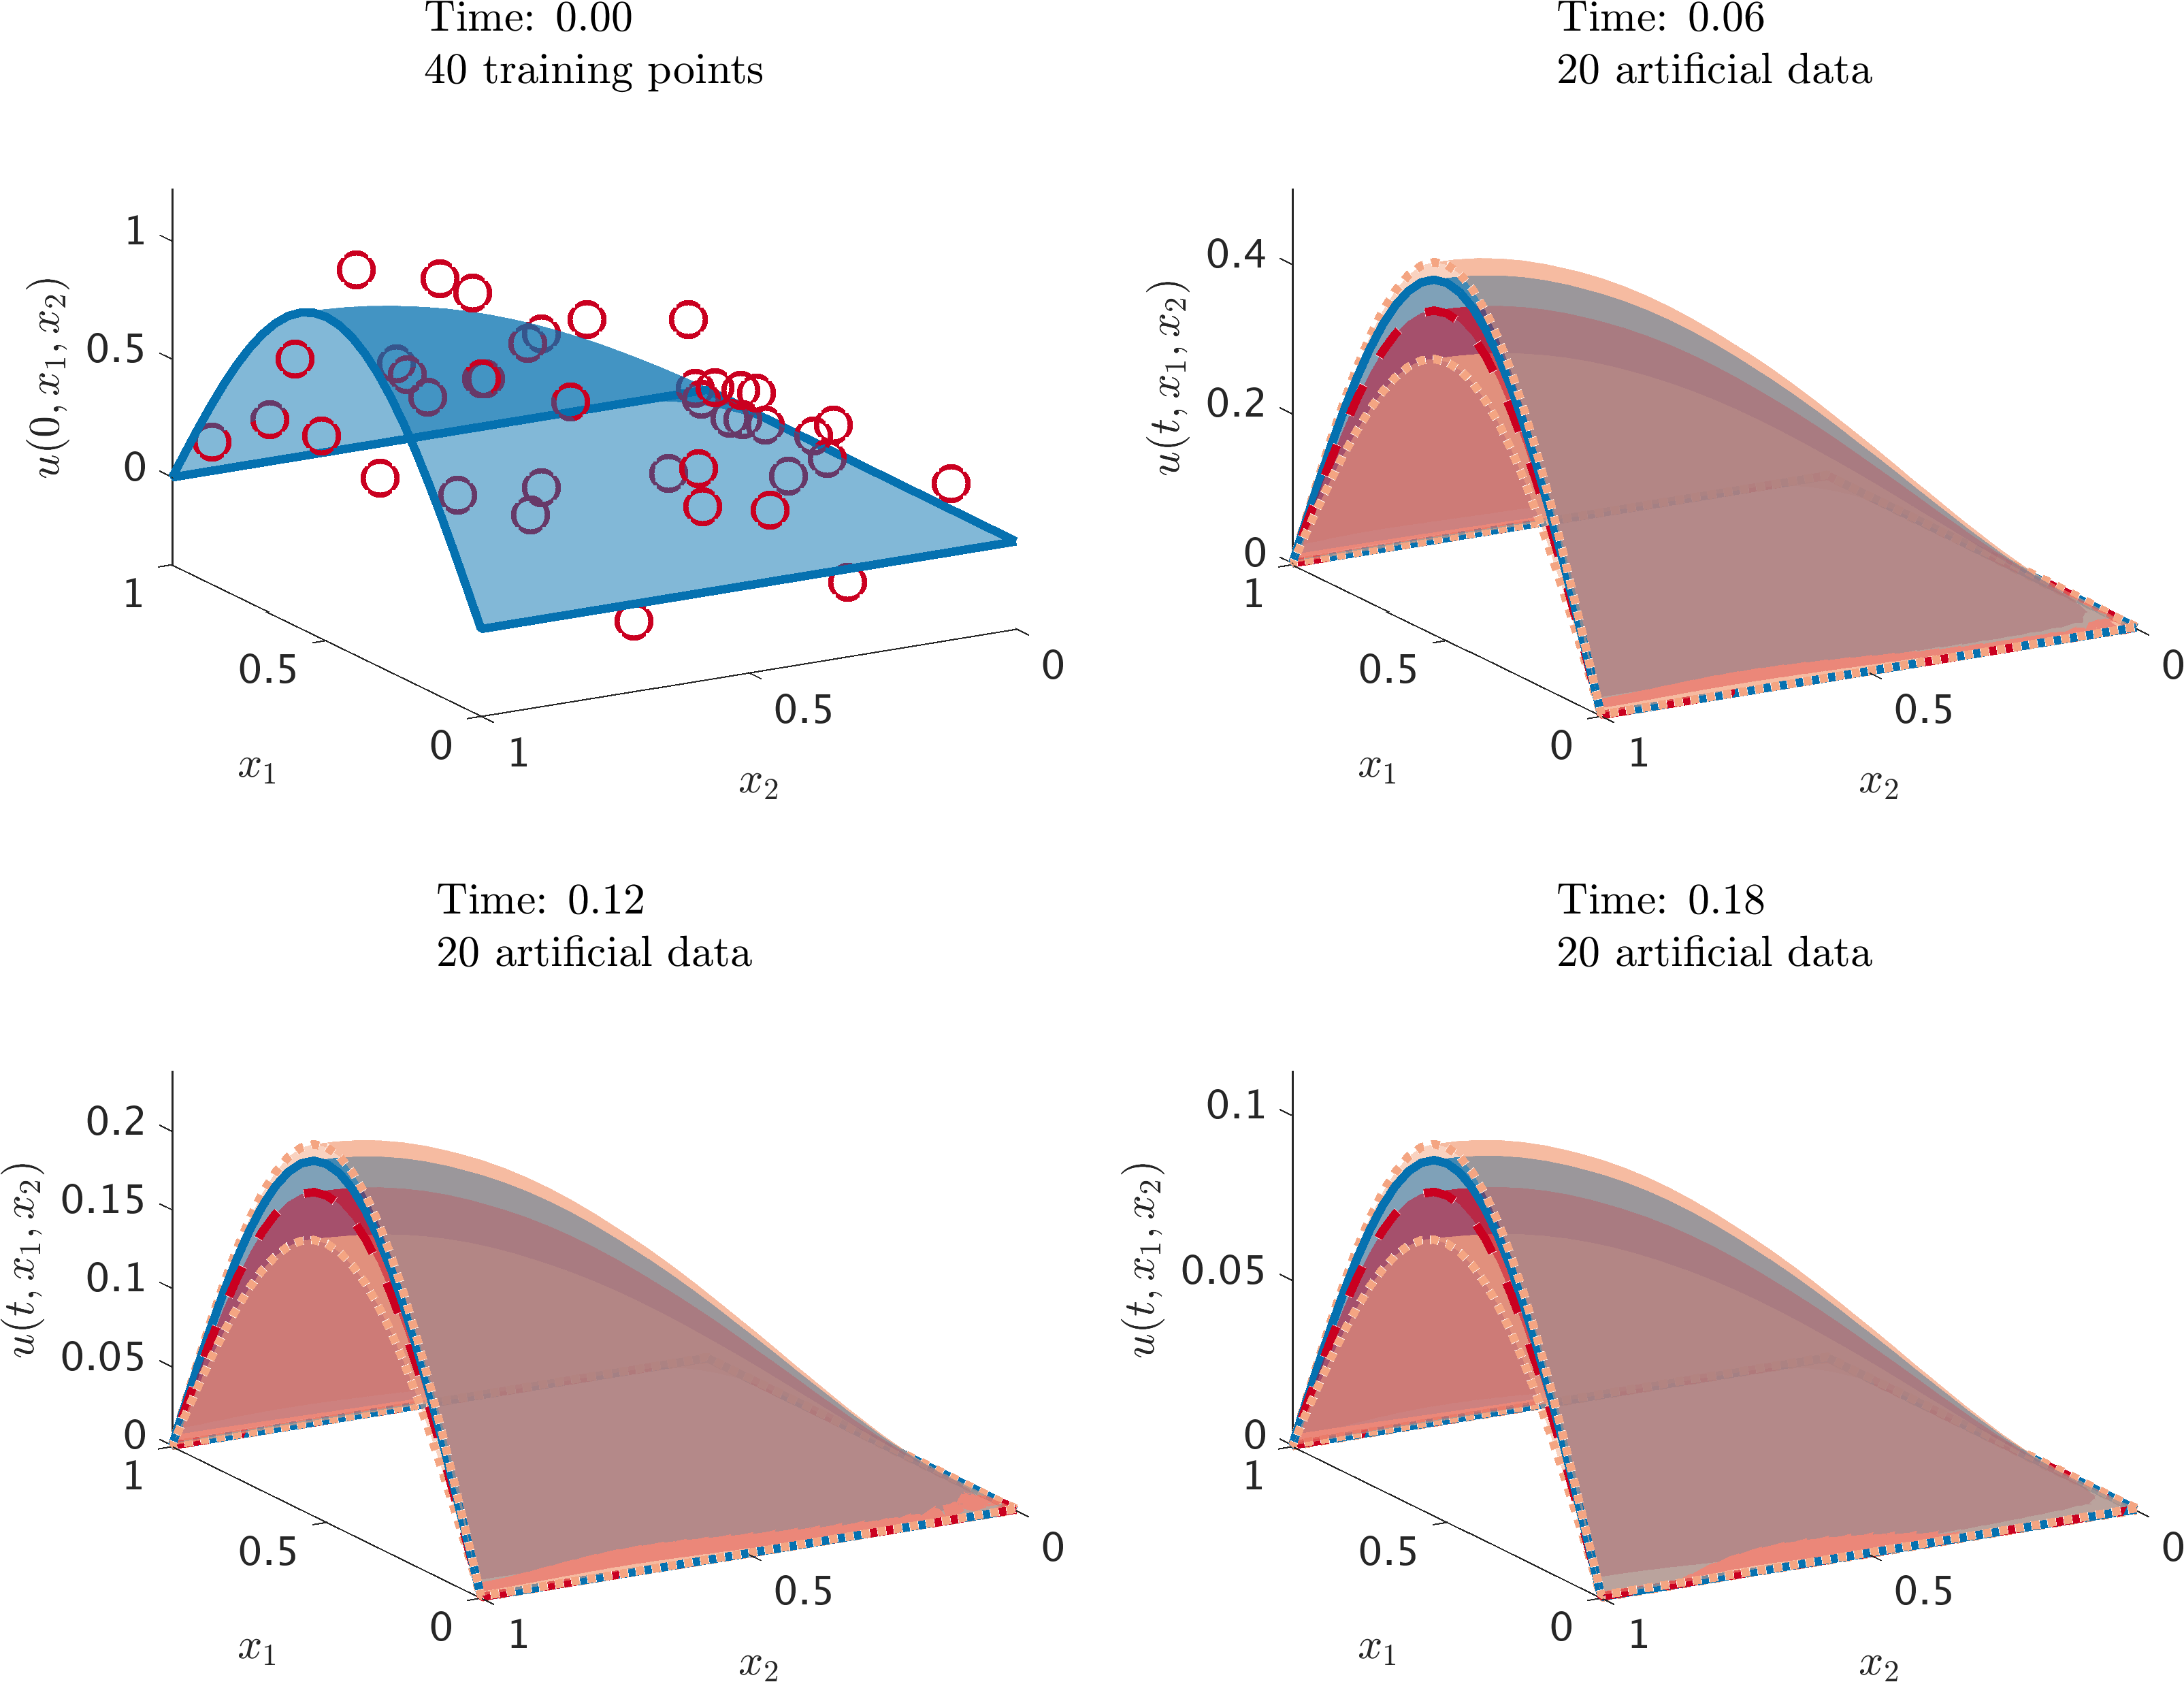 Time: 0.00
40 training points
u(0, x₁, x₂)
1
0.5
0
1
0.5
0
x₁
1
0.5
0
x₂
Time: 0.06
20 artificial data
u(t, x₁, x₂)
0.4
0.2
0
1
0.5
0
x₁
1
0.5
0
x₂
Time: 0.12
20 artificial data
u(t, x₁, x₂)
0.2
0.15
0.1
0.05
0
1
0.5
0
x₁
1
0.5
0
x₂
Time: 0.18
20 artificial data
u(t, x₁, x₂)
0.1
0.05
0
1
0.5
0
x₁
1
0.5
0
x₂